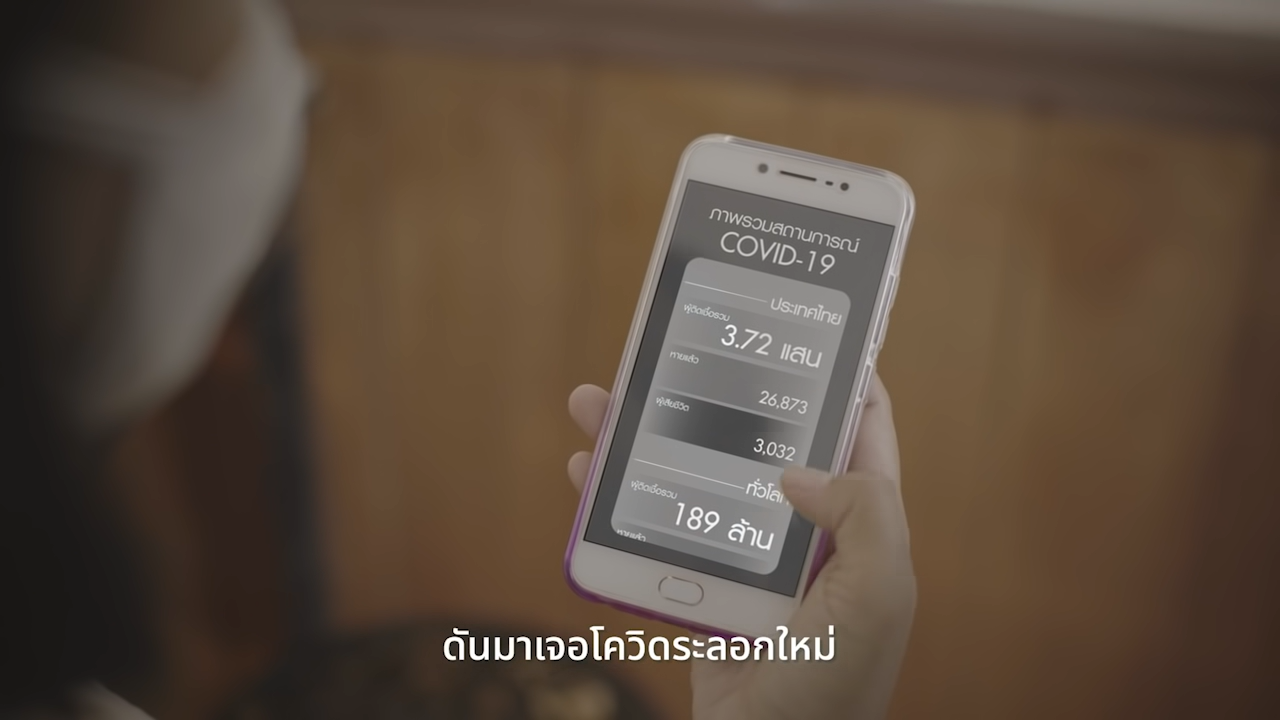 ภาพรวมสถานการณ์
COVID-19
ประเทศไทย
ผู้ติดเชื้อรวม
3.72 แสน
หายแล้ว
26,873
ผู้เสียชีวิต
3,032
ผู้ติดเชื้อรวม
189 ล้าน
หายแล้ว
ดันมาเจอโควิดระลอกใหม่